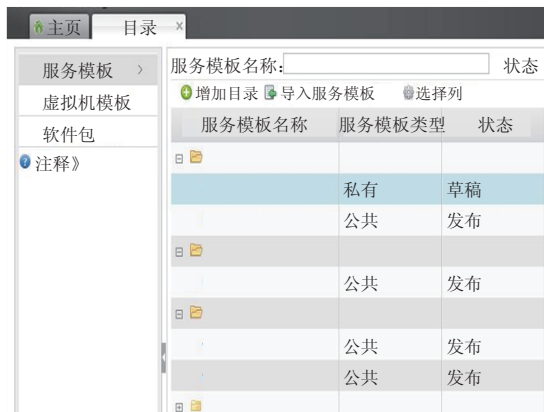 主页 目录 ×
服务模板 >
虚拟机模板
软件包
注释》
服务模板名称: 状态
增加目录 导入服务模板 选择列
服务模板名称 服务模板类型 状态
私有 草稿
公共 发布
公共 发布
公共 发布
公共 发布